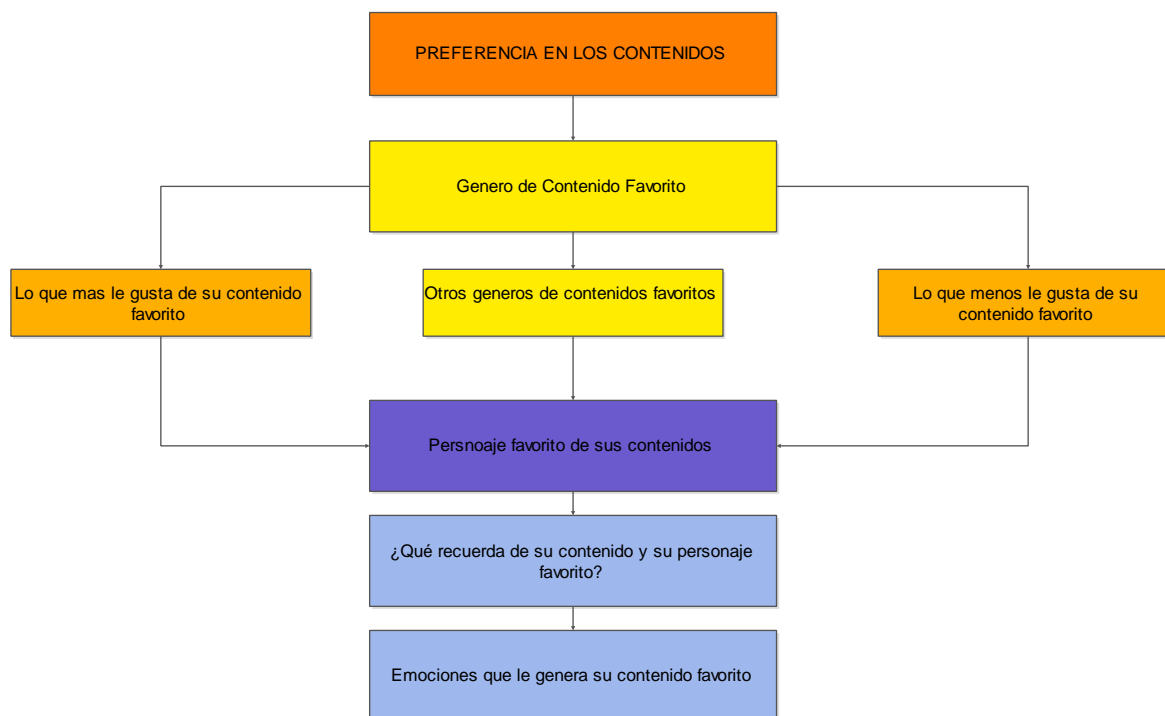 PREFERENCIA EN LOS CONTENIDOS
Genero de Contenido Favorito
Lo que mas le gusta de su contenido
favorito
Otros generos de contenidos favoritos
Lo que menos le gusta de su
contenido favorito
Persnoaje favorito de sus contenidos
¿Qué recuerda de su contenido y su personaje
favorito?
Emociones que le genera su contenido favorito